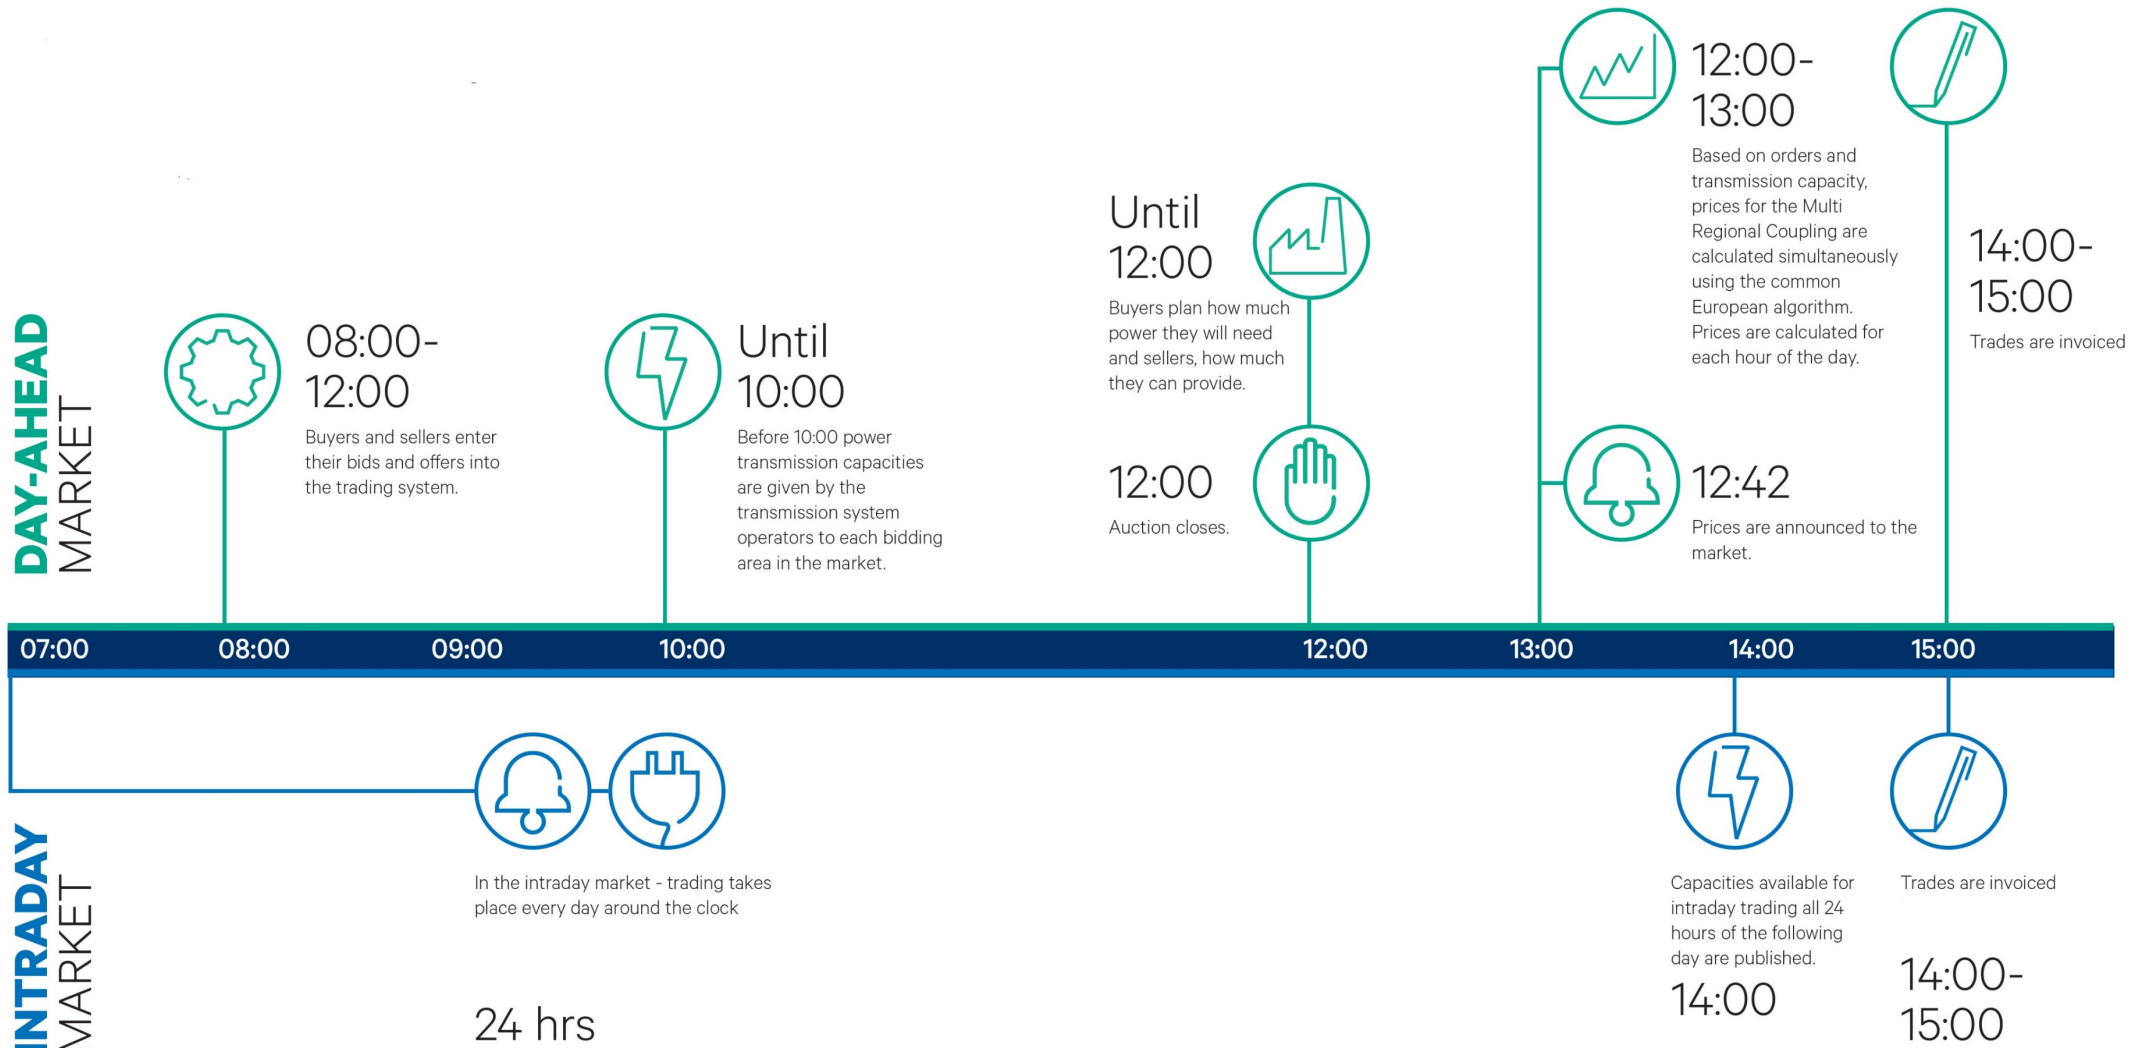 DAY-AHEAD
MARKET
08:00-
12:00
Buyers and sellers enter
their bids and offers into
the trading system.
Until
10:00
Before 10:00 power
transmission capacities
are given by the
transmission system
operators to each bidding
area in the market.
Until
12:00
Buyers plan how much
power they will need
and sellers, how much
they can provide.
12:00
Auction closes.
12:00-
13:00
Based on orders and
transmission capacity,
prices for the Multi
Regional Coupling are
calculated simultaneously
using the common
European algorithm.
Prices are calculated for
each hour of the day.
12:42
Prices are announced to the
market.
14:00-
15:00
Trades are invoiced
07:00 08:00 09:00 10:00 12:00 13:00 14:00 15:00
INTRADAY
MARKET
In the intraday market - trading takes
place every day around the clock
24 hrs
Capacities available for
intraday trading all 24
hours of the following
day are published.
14:00
Trades are invoiced
14:00-
15:00